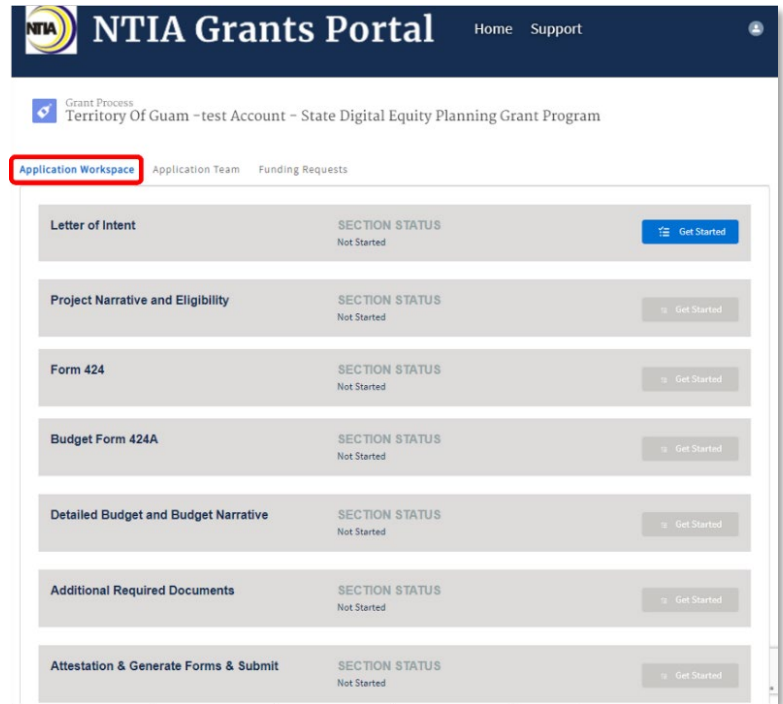 NTIA NTIA Grants Portal Home Support
Grant Process
Territory Of Guam -test Account - State Digital Equity Planning Grant Program
Application Workspace Application Team Funding Requests
Letter of Intent SECTION STATUS Get Started
Not Started
Project Narrative and Eligibility SECTION STATUS Get Started
Not Started
Form 424 SECTION STATUS Get Started
Not Started
Budget Form 424A SECTION STATUS Get Started
Not Started
Detailed Budget and Budget Narrative SECTION STATUS Get Started
Not Started
Additional Required Documents SECTION STATUS Get Started
Not Started
Attestation & Generate Forms & Submit SECTION STATUS Get Started
Not Started